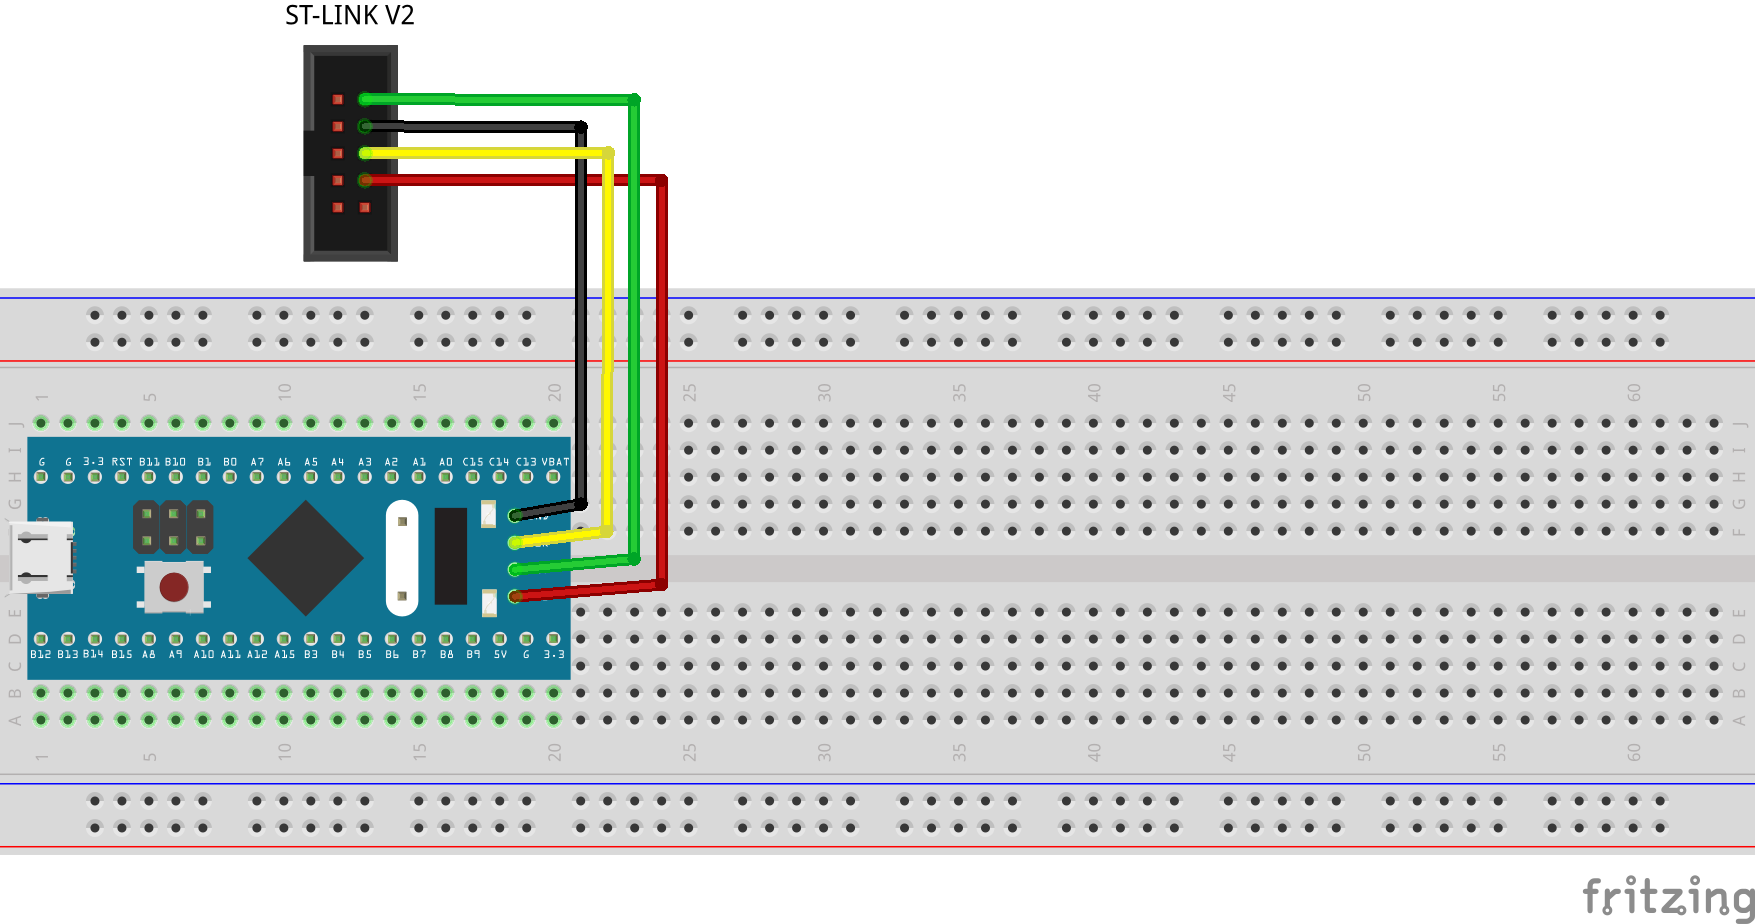 ST-LINK V2
1 5 10 15 20 25 30 35 40 45 50 55 60
J J
I I
H H
G G
F
G G 3.3 RST B11 B10 B1 B0 A7 A6 A5 A4 A3 A2 A1 A0 C15 C14 C13 VBAT
E E
D D
C C
B B
A A
B12 B13 B14 B15 A8 A9 A10 A11 A12 A15 B3 B4 B5 B6 B7 B8 B9 5V G 3.3
1 5 10 15 20 25 30 35 40 45 50 55 60
fritzing